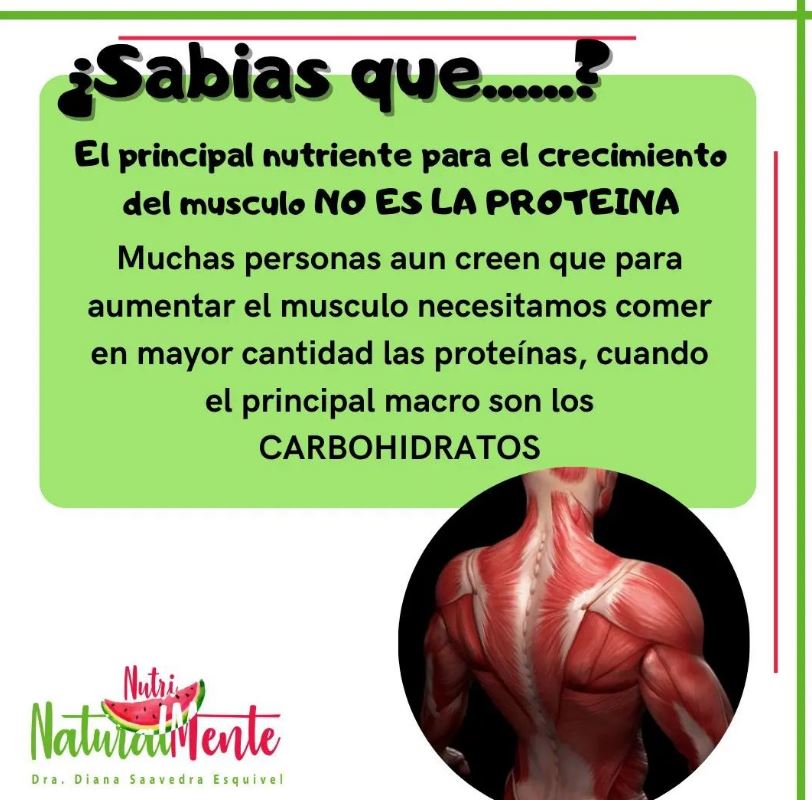 ¿Sabias que......?
El principal nutriente para el crecimiento
del musculo NO ES LA PROTEINA
Muchas personas aun creen que para
aumentar el musculo necesitamos comer
en mayor cantidad las proteínas, cuando
el principal macro son los
CARBOHIDRATOS
Nutri
NaturalMente
Dra. Diana Saavedra Esquivel